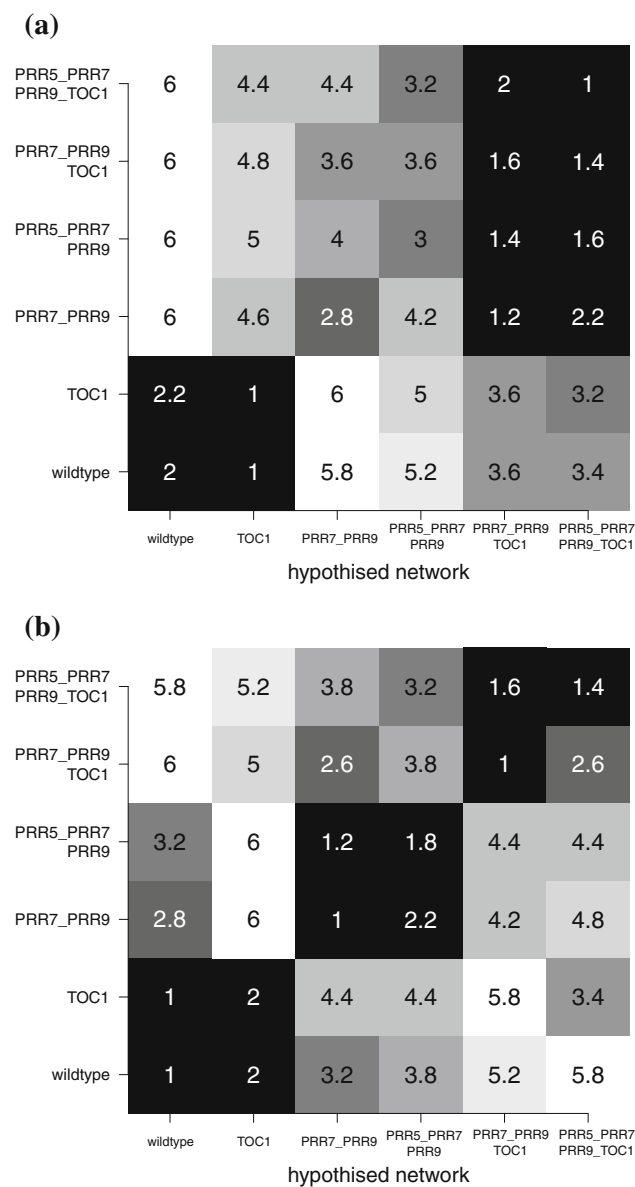 (a)
PRR5_PRR7
PRR9_TOC1
6 4.4 4.4 3.2 2 1
PRR7_PRR9
TOC1
6 4.8 3.6 3.6 1.6 1.4
PRR5_PRR7
PRR9
6 5 4 3 1.4 1.6
PRR7_PRR9 6 4.6 2.8 4.2 1.2 2.2
TOC1 2.2 1 6 5 3.6 3.2
wildtype 2 1 5.8 5.2 3.6 3.4
wildtype TOC1 PRR7_PRR9 PRR5_PRR7 PRR7_PRR9 PRR5_PRR7
PRR9 TOC1 PRR9_TOC1
hypothised network
(b)
PRR5_PRR7
PRR9_TOC1
5.8 5.2 3.8 3.2 1.6 1.4
PRR7_PRR9
TOC1
6 5 2.6 3.8 1 2.6
PRR5_PRR7
PRR9
3.2 6 1.2 1.8 4.4 4.4
PRR7_PRR9 2.8 6 1 2.2 4.2 4.8
TOC1 1 2 4.4 4.4 5.8 3.4
wildtype 1 2 3.2 3.8 5.2 5.8
wildtype TOC1 PRR7_PRR9 PRR5_PRR7 PRR7_PRR9 PRR5_PRR7
PRR9 TOC1 PRR9_TOC1
hypothised network